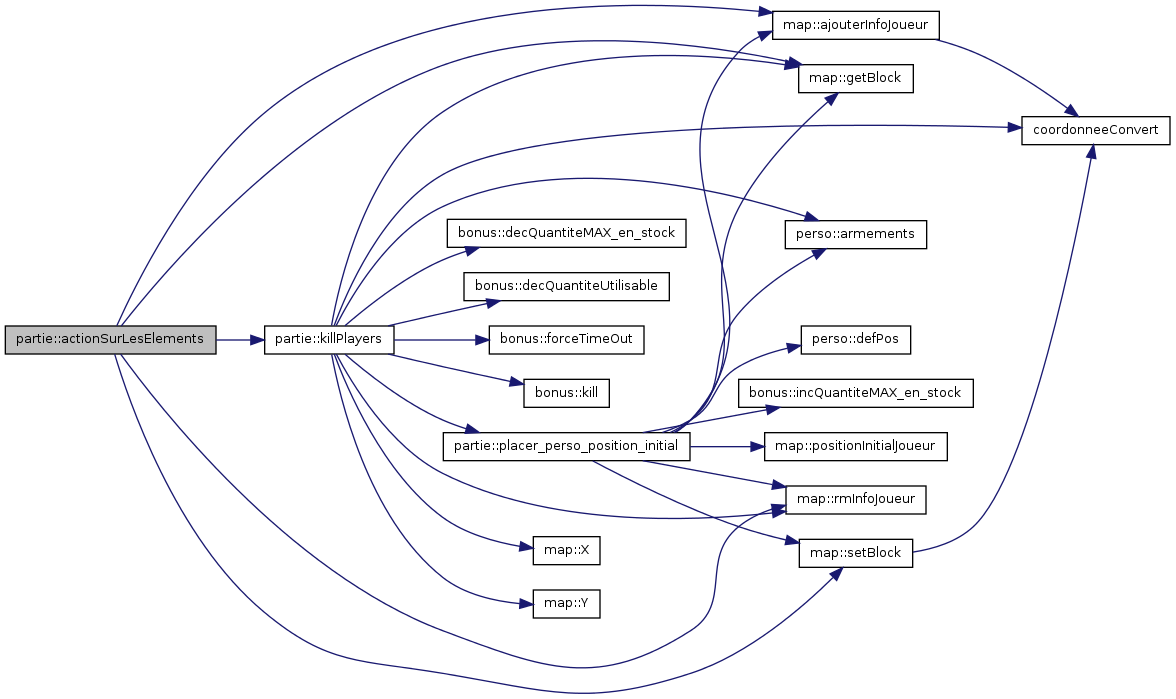 map::ajouterInfoJoueur
map::getBlock
coordonneeConvert
bonus::decQuantiteMAX_en_stock
perso::armements
bonus::decQuantiteUtilisable
partie::actionSurLesElements
partie::killPlayers
bonus::forceTimeOut
perso::defPos
bonus::kill
bonus::incQuantiteMAX_en_stock
partie::placer_perso_position_initial
map::positionInitialJoueur
map::rmInfoJoueur
map::X
map::setBlock
map::Y